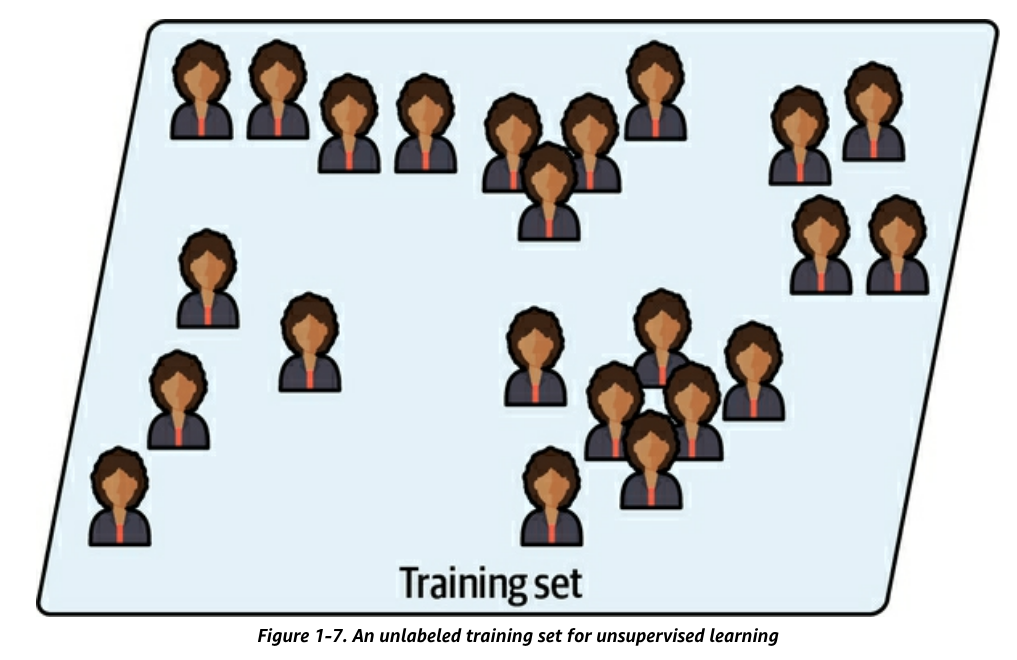 Training set
Figure 1-7. An unlabeled training set for unsupervised learning